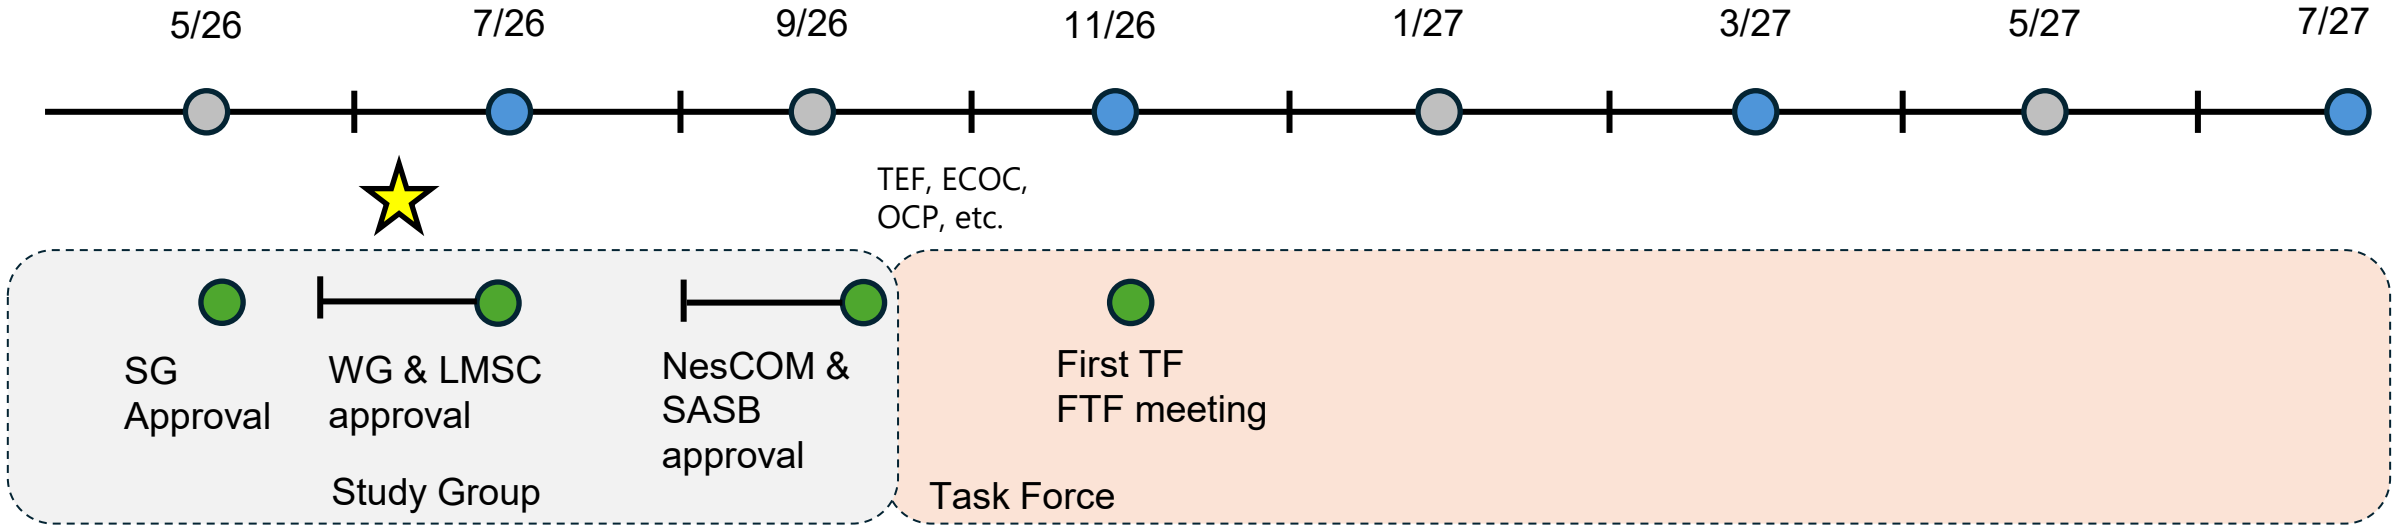 5/26
7/26
9/26
11/26
1/27
3/27
5/27
7/27
TEF, ECOC,
OCP, etc.
SG
Approval
WG & LMSC
approval
NesCOM &
SASB
approval
First TF
FTF meeting
Study Group
Task Force